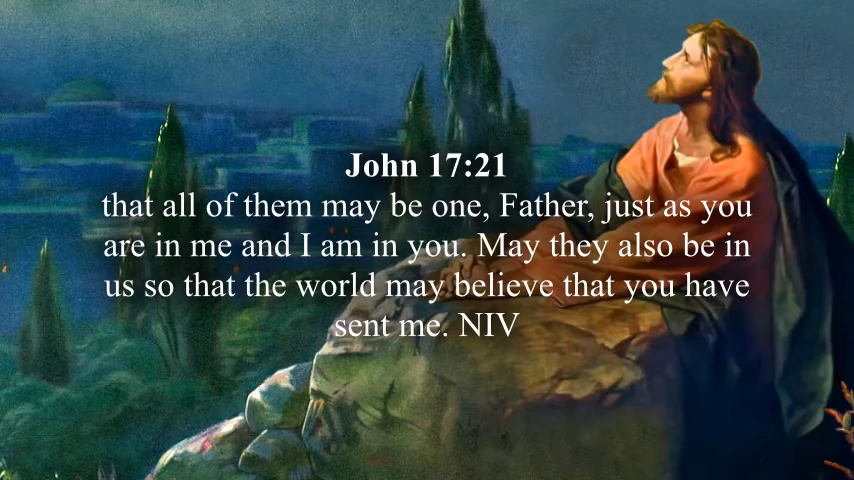 John 17:21
that all of them may be one, Father, just as you
are in me and I am in you. May they also be in
us so that the world may believe that you have
sent me. NIV